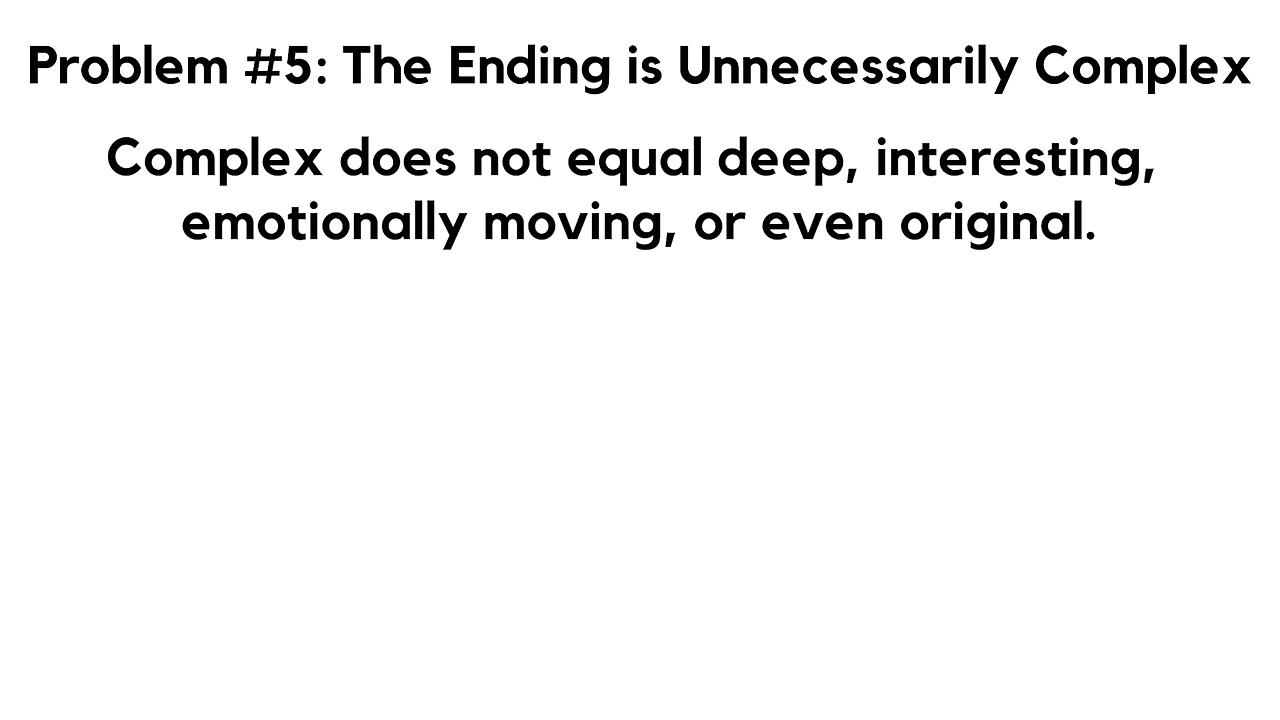 Problem #5: The Ending is Unnecessarily Complex
Complex does not equal deep, interesting,
emotionally moving, or even original.